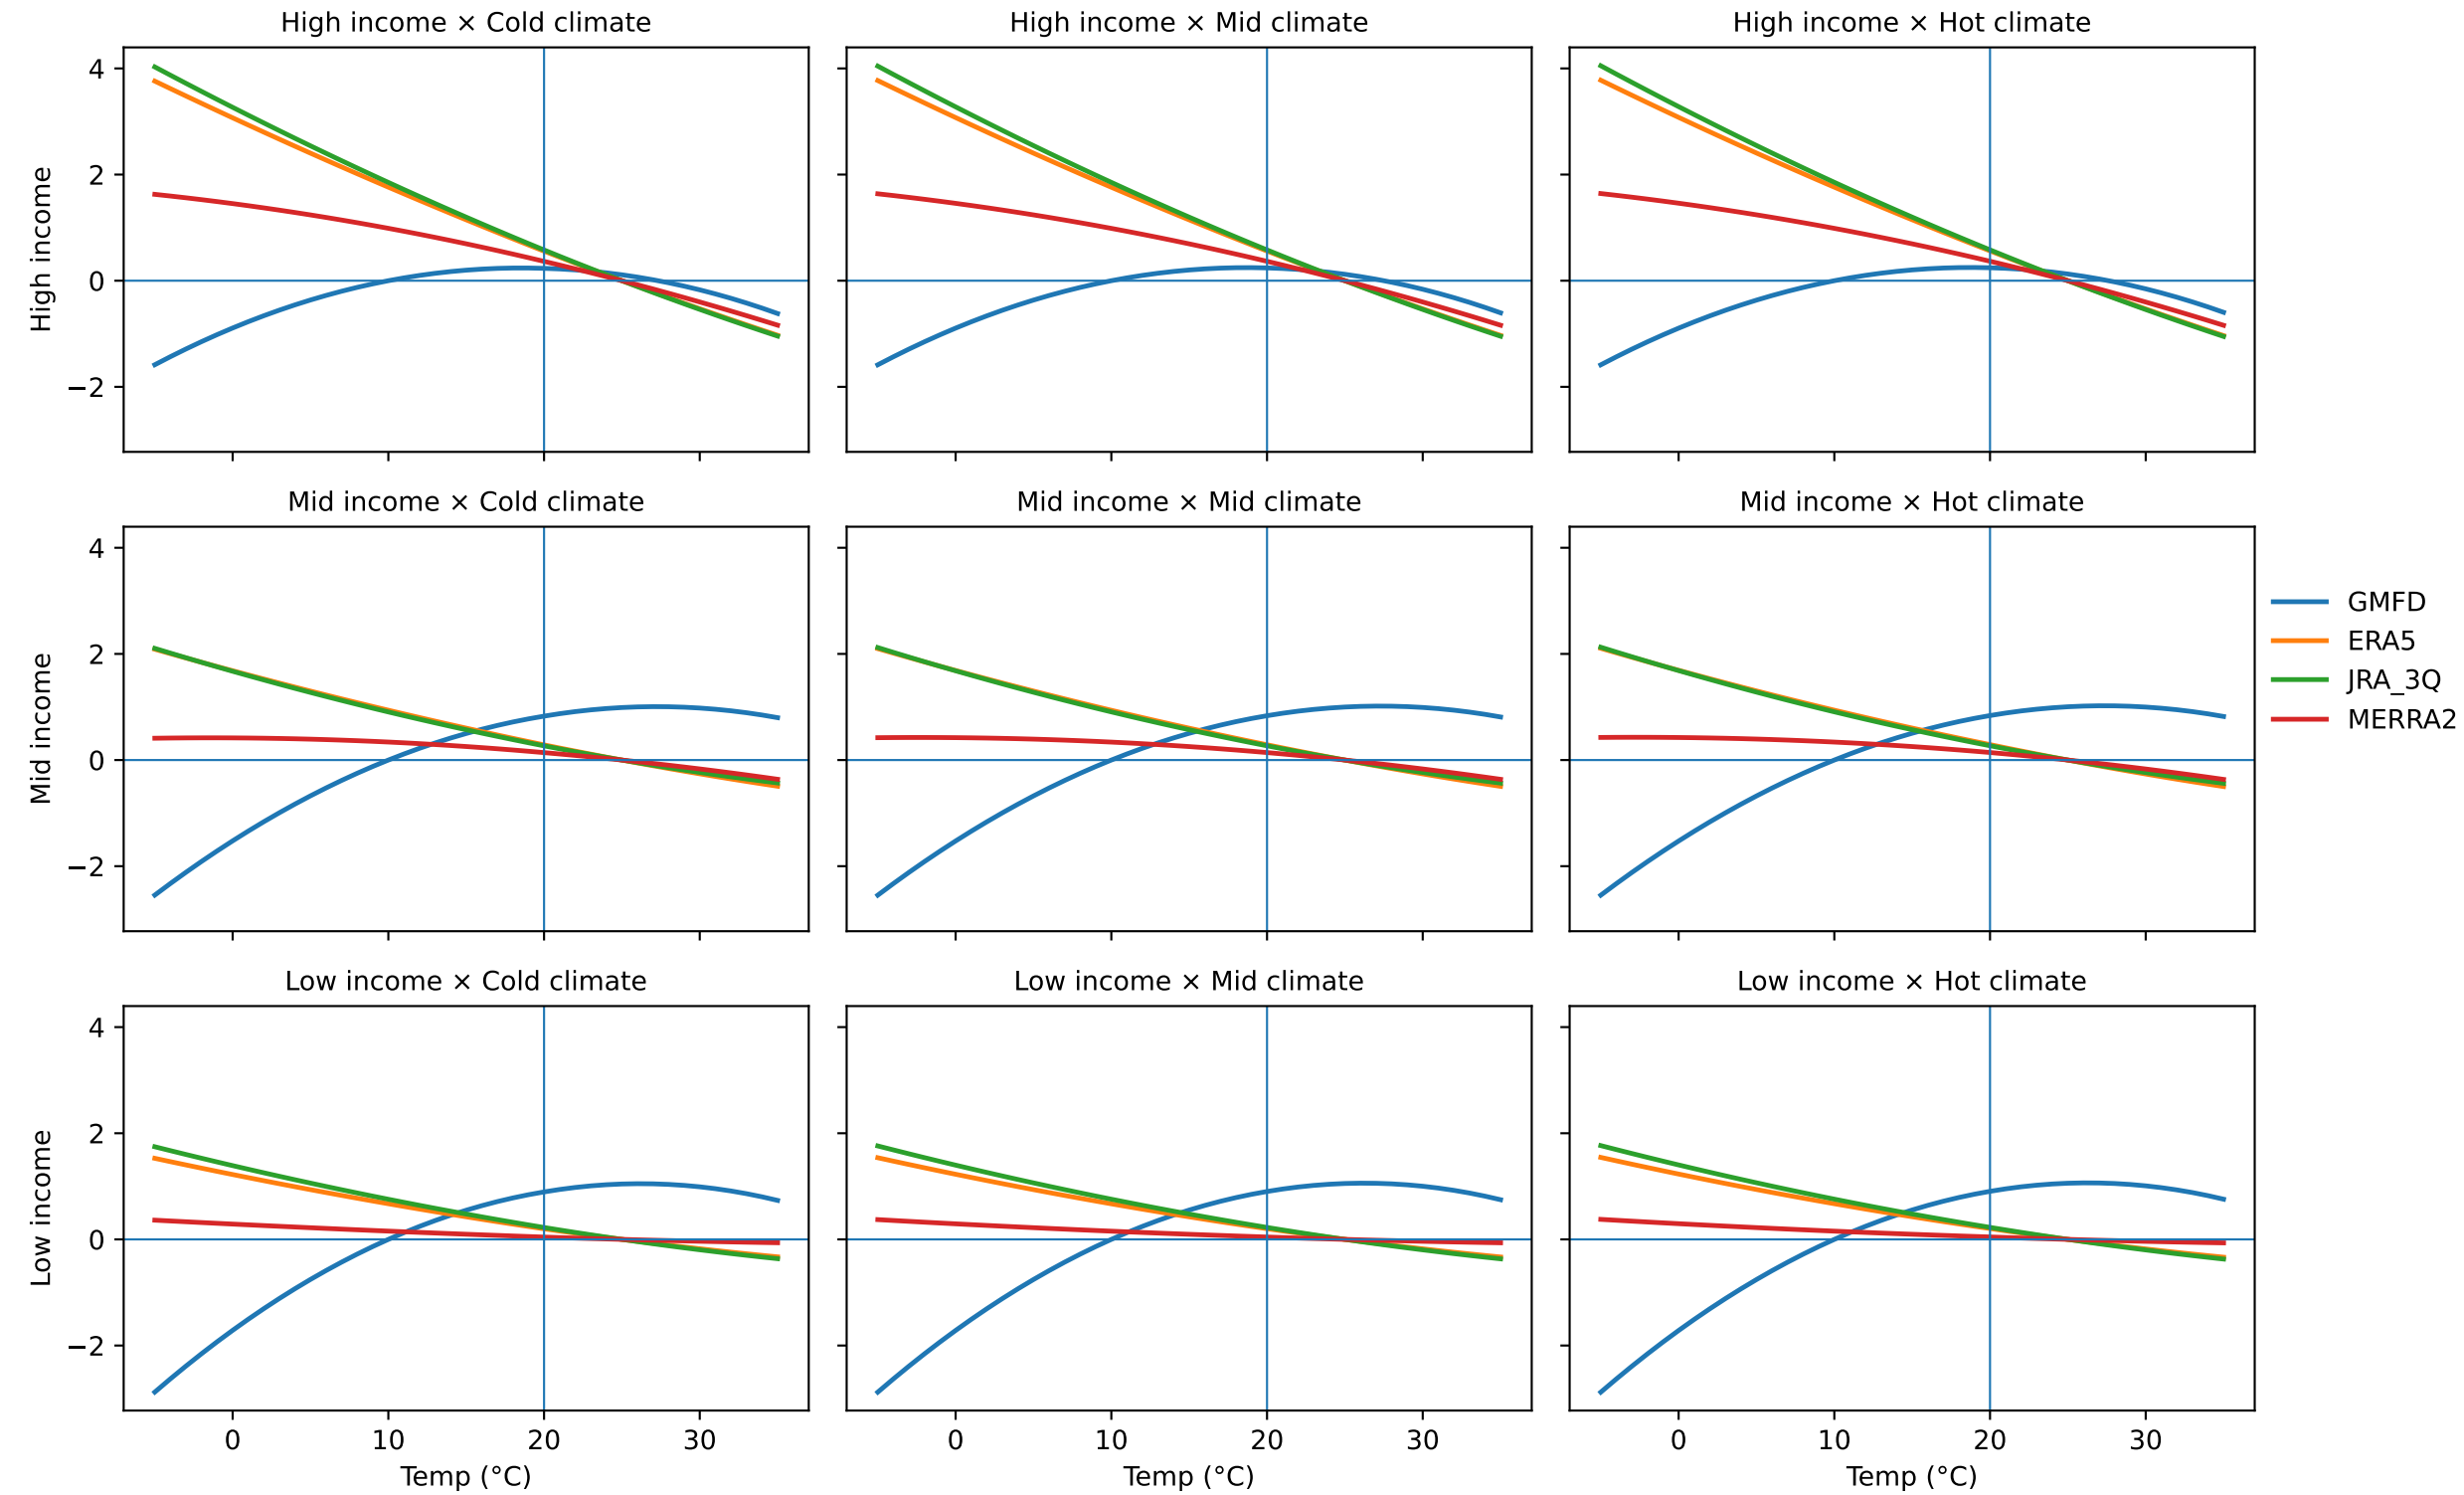 High income × Cold climate
High income × Mid climate
High income × Hot climate
4
2
0
−2
High income
Mid income × Cold climate
Mid income × Mid climate
Mid income × Hot climate
4
2
0
−2
Mid income
GMFD
ERA5
JRA_3Q
MERRA2
Low income × Cold climate
Low income × Mid climate
Low income × Hot climate
4
2
0
−2
Low income
0 10 20 30
0 10 20 30
0 10 20 30
Temp (°C)
Temp (°C)
Temp (°C)